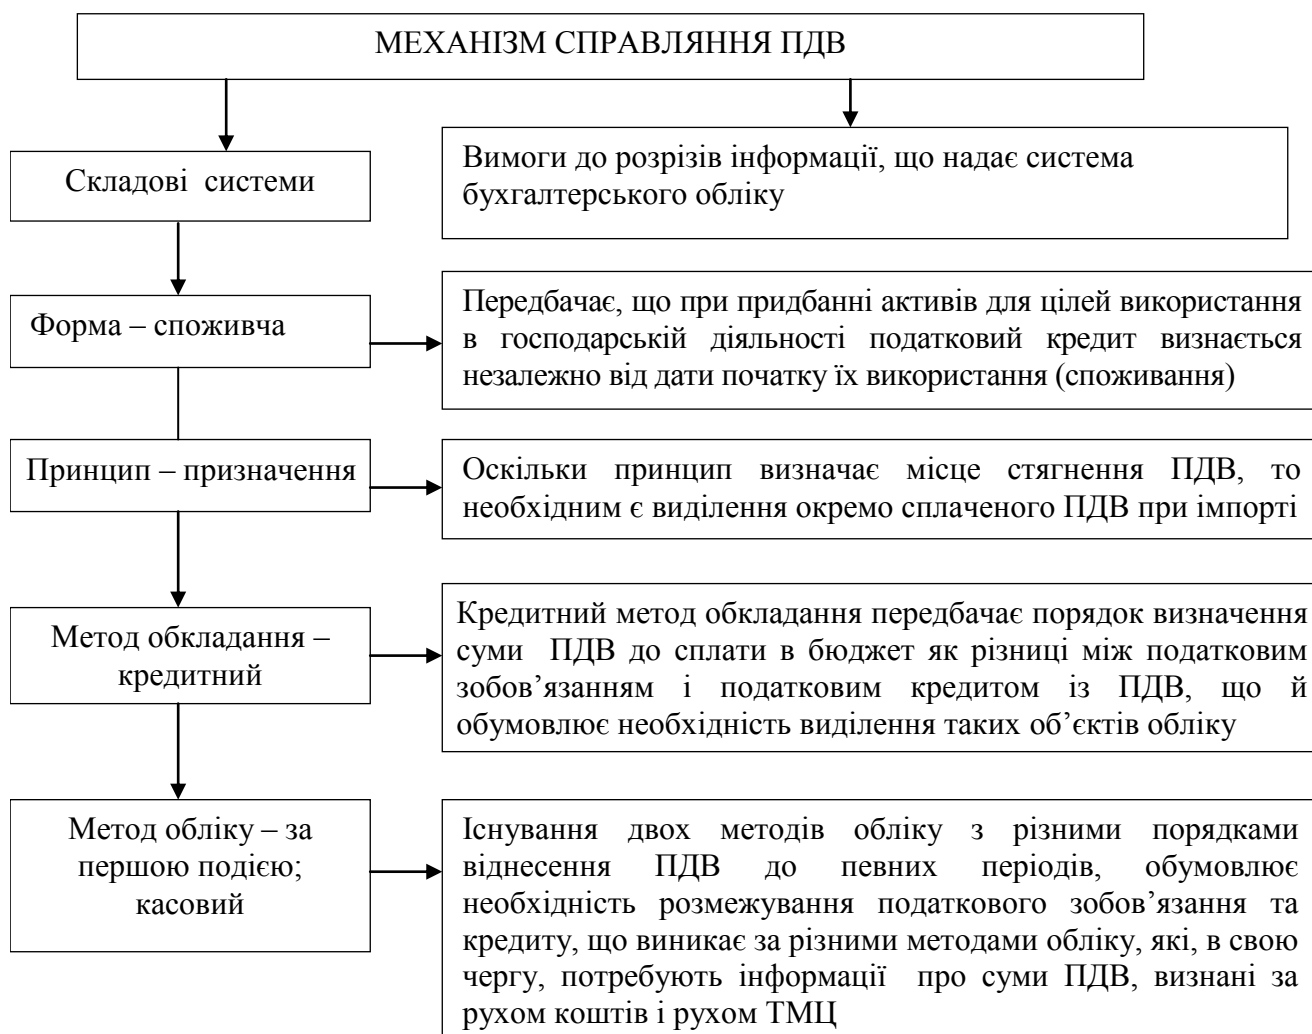 МЕХАНІЗМ СПРАВЛЯННЯ ПДВ
Складові системи
Вимоги до розрізів інформації, що надає система
бухгалтерського обліку
Форма – споживча
Передбачає, що при придбанні активів для цілей використання
в господарській діяльності податковий кредит визнається
незалежно від дати початку їх використання (споживання)
Принцип – призначення
Оскільки принцип визначає місце стягнення ПДВ, то
необхідним є виділення окремо сплаченого ПДВ при імпорті
Метод обкладання –
кредитний
Кредитний метод обкладання передбачає порядок визначення
суми ПДВ до сплати в бюджет як різниці між податковим
зобов’язанням і податковим кредитом із ПДВ, що й
обумовлює необхідність виділення таких об’єктів обліку
Метод обліку – за
першою подією;
касовий
Існування двох методів обліку з різними порядками
віднесення ПДВ до певних періодів, обумовлює
необхідність розмежування податкового зобов’язання та
кредиту, що виникає за різними методами обліку, які, в свою
чергу, потребують інформації про суми ПДВ, визнані за
рухом коштів і рухом ТМЦ